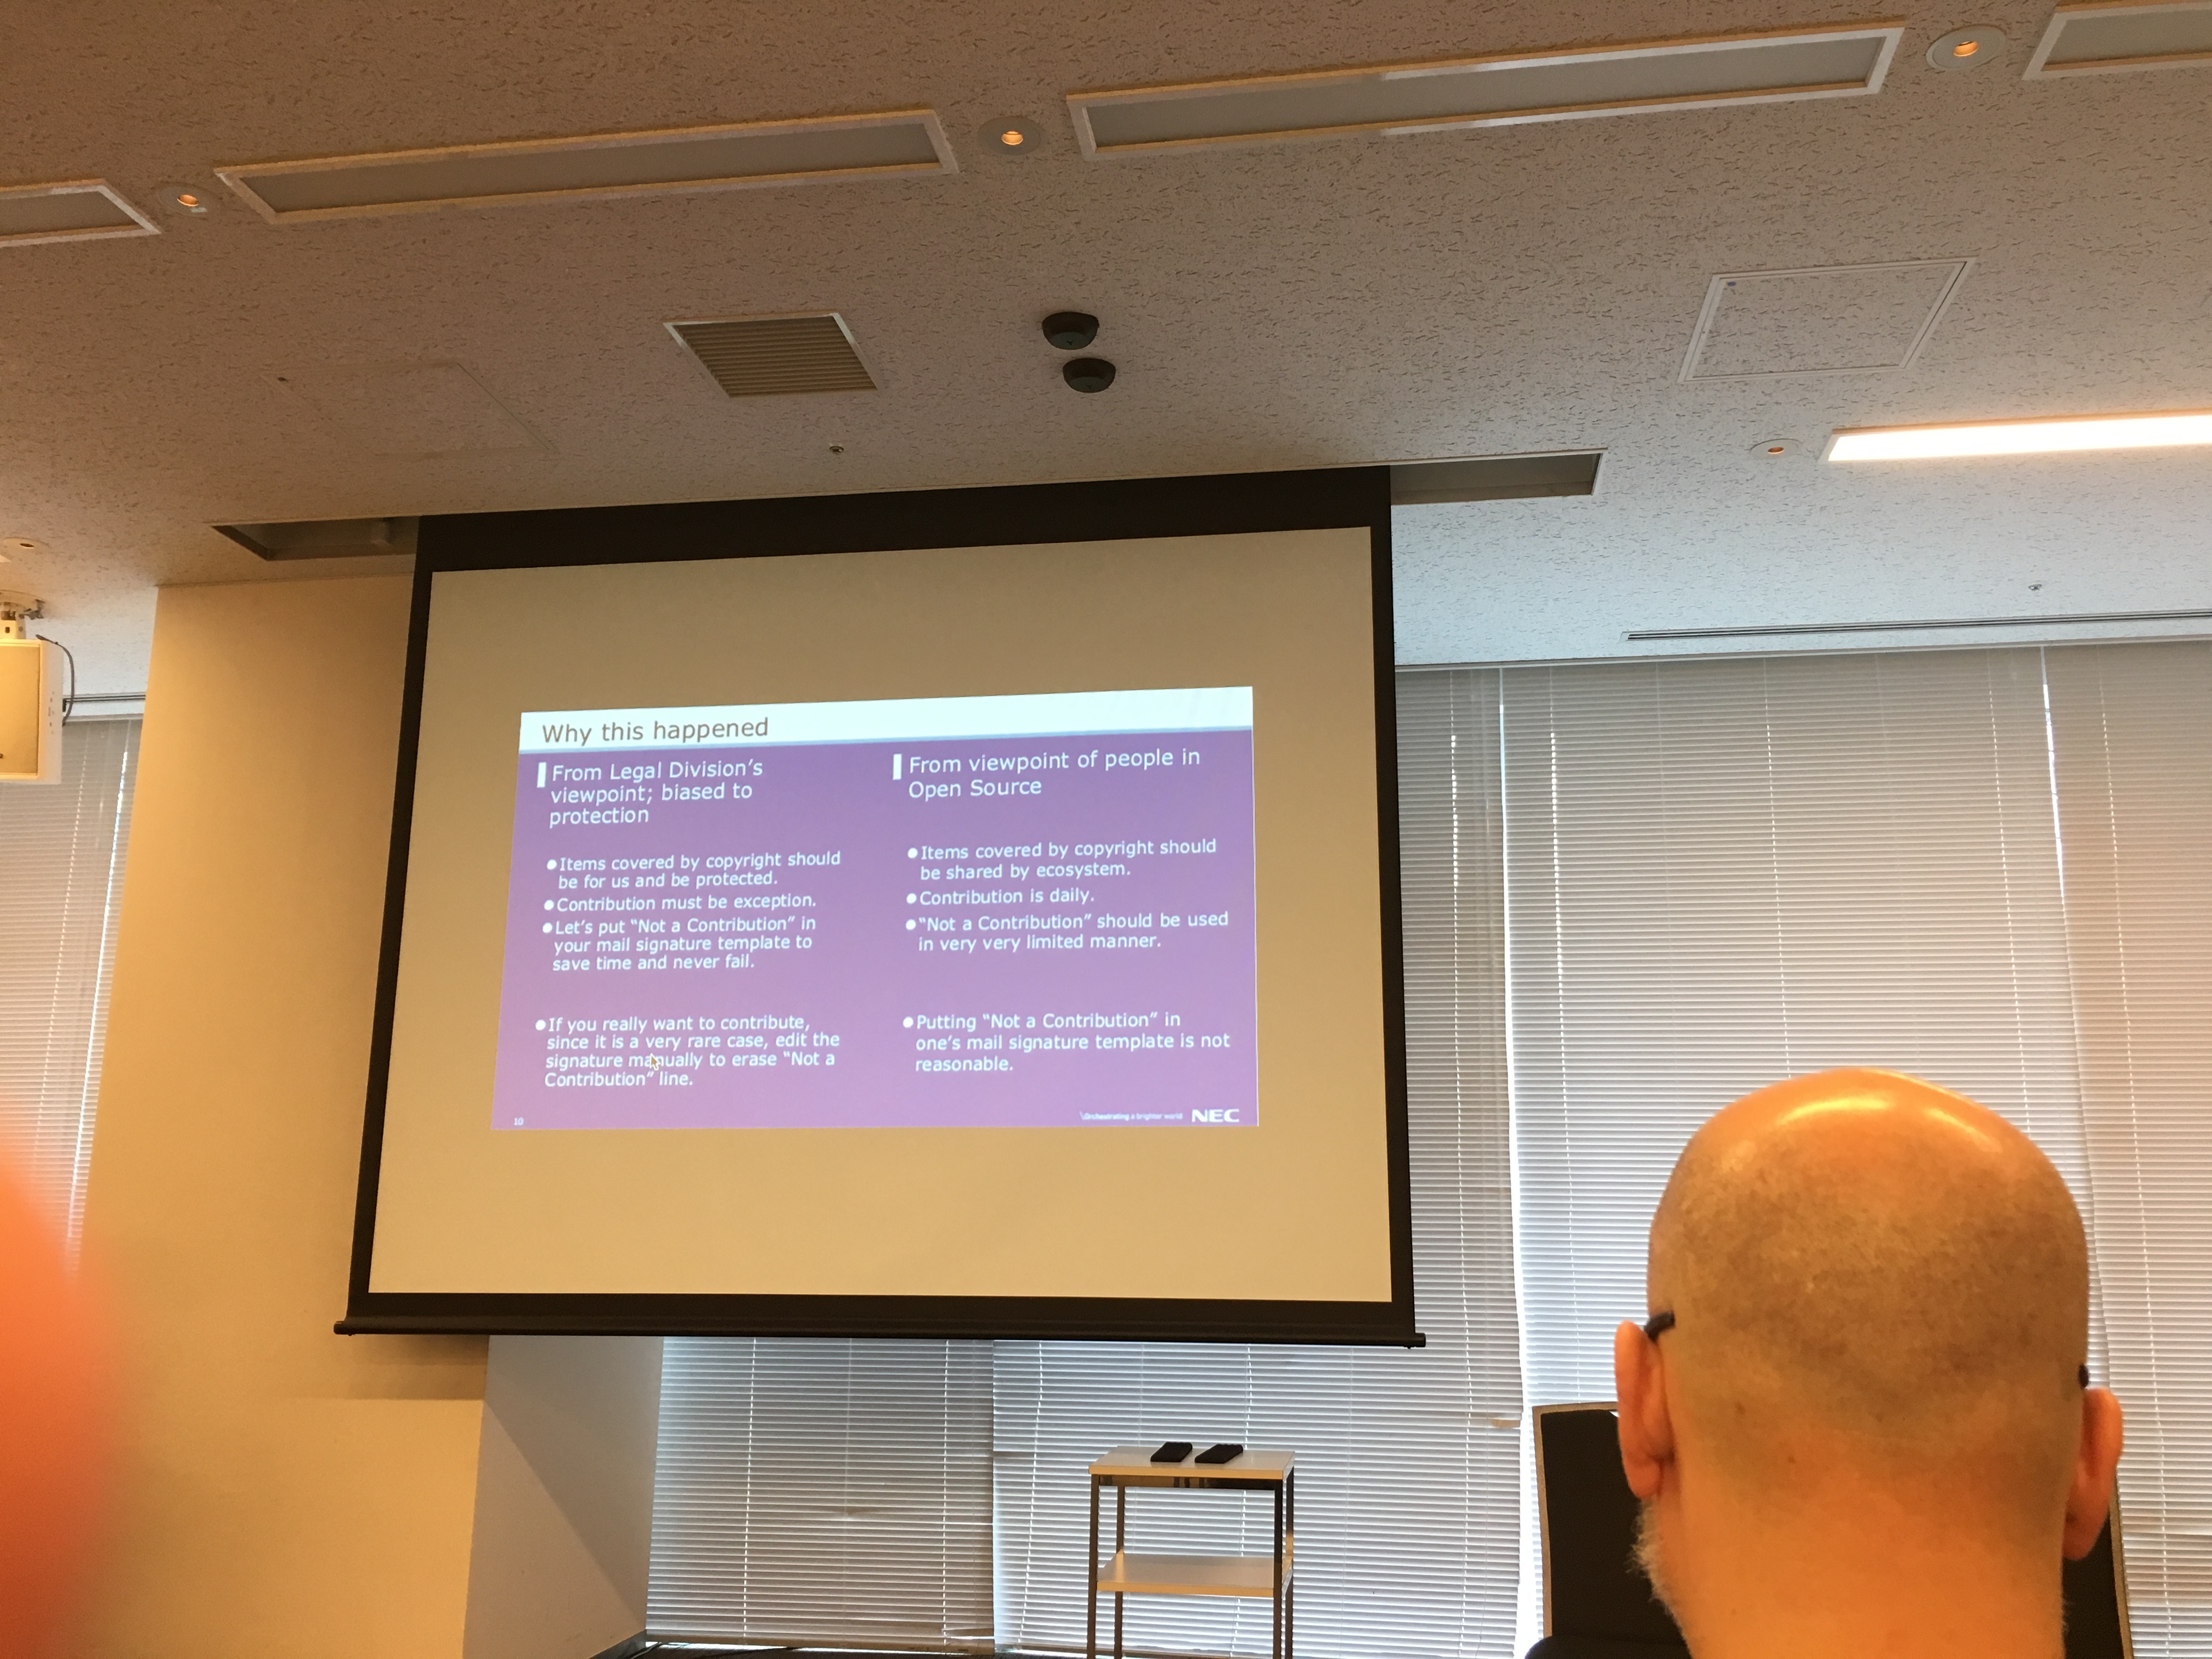 Why this happened
From Legal Division's
viewpoint; biased to
protection
●Items covered by copyright should
be for us and be protected.
●Contribution must be exception.
●Let's put "Not a Contribution" in
your mail signature template to
save time and never fail.
●If you really want to contribute,
since it is a very rare case, edit the
signature manually to erase "Not a
Contribution" line.
From viewpoint of people in
Open Source
●Items covered by copyright should
be shared by ecosystem.
●Contribution is daily.
●"Not a Contribution" should be used
in very very limited manner.
●Putting "Not a Contribution" in
one's mail signature template is not
reasonable.
10
\Orchestrating a brighter world NEC